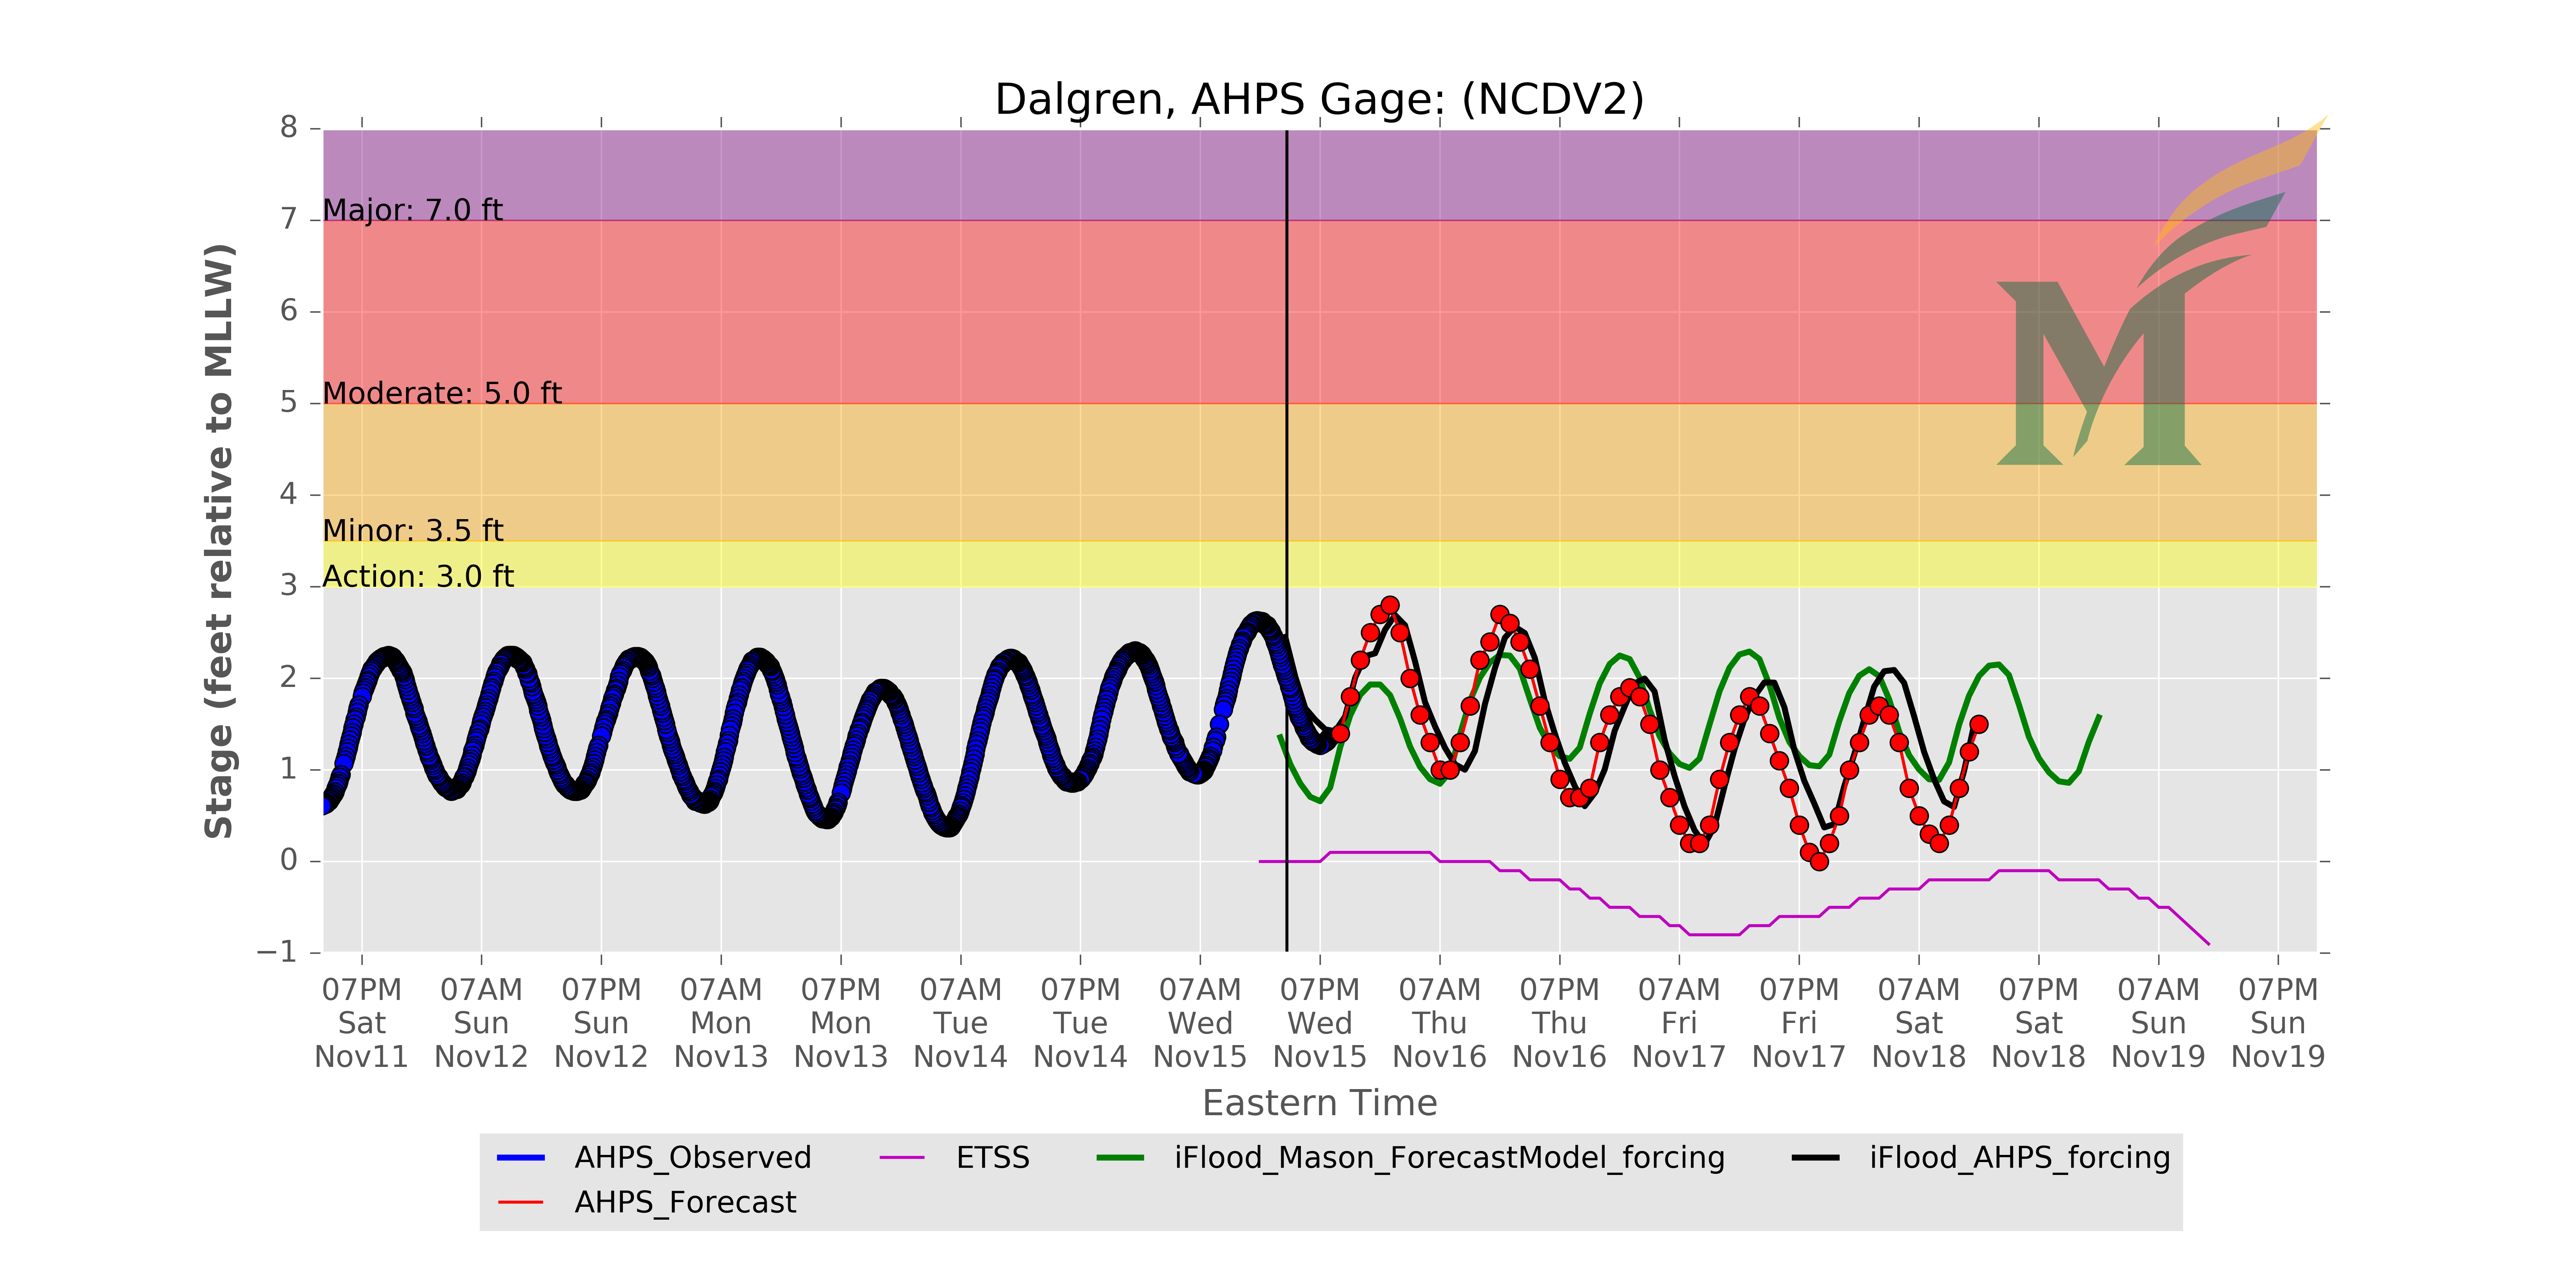 Dalgren, AHPS Gage: (NCDV2)
8
7
6
5
4
3
2
1
0
−1
Stage (feet relative to MLLW)
Major: 7.0 ft
Moderate: 5.0 ft
Minor: 3.5 ft
Action: 3.0 ft
M
07PM 07AM 07PM 07AM 07PM 07AM 07PM 07AM 07PM 07AM 07PM 07AM 07PM 07AM 07PM 07AM 07PM
Sat Sun Sun Mon Mon Tue Tue Wed Wed Thu Thu Fri Fri Sat Sat Sun Sun
Nov11 Nov12 Nov12 Nov13 Nov13 Nov14 Nov14 Nov15 Nov15 Nov16 Nov16 Nov17 Nov17 Nov18 Nov18 Nov19 Nov19
Eastern Time
AHPS_Observed ETSS iFlood_Mason_ForecastModel_forcing iFlood_AHPS_forcing
AHPS_Forecast